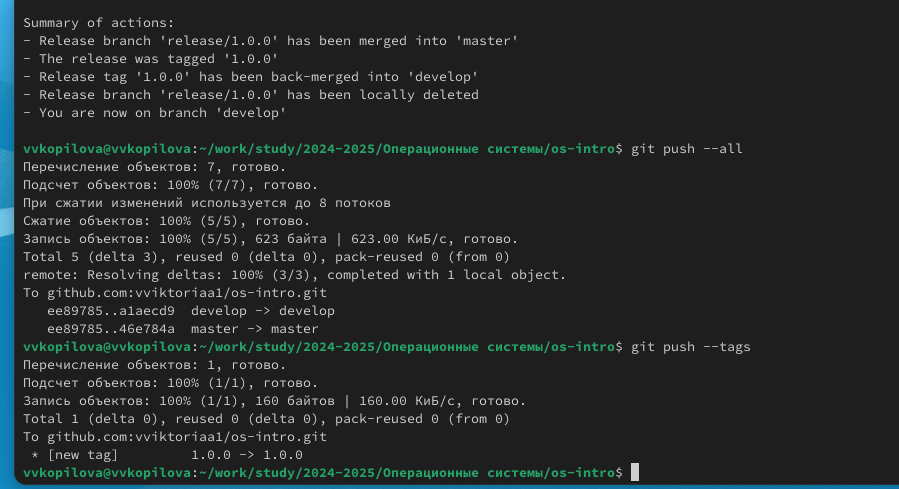 Summary of actions:
- Release branch 'release/1.0.0' has been merged into 'master'
- The release was tagged '1.0.0'
- Release tag '1.0.0' has been back-merged into 'develop'
- Release branch 'release/1.0.0' has been locally deleted
- You are now on branch 'develop'
vvkopilova@vvkopilova:~/work/study/2024-2025/Операционные системы/os-intro$ git push --all
Перечисление объектов: 7, готово.
Подсчет объектов: 100% (7/7), готово.
При сжатии изменений используется до 8 потоков
Сжатие объектов: 100% (5/5), готово.
Запись объектов: 100% (5/5), 623 байта | 623.00 КиБ/с, готово.
Total 5 (delta 3), reused 0 (delta 0), pack-reused 0 (from 0)
remote: Resolving deltas: 100% (3/3), completed with 1 local object.
To github.com:vviktoriaa1/os-intro.git
   ee89785..a1aecd9  develop -> develop
   ee89785..46e784a  master -> master
vvkopilova@vvkopilova:~/work/study/2024-2025/Операционные системы/os-intro$ git push --tags
Перечисление объектов: 1, готово.
Подсчет объектов: 100% (1/1), готово.
Запись объектов: 100% (1/1), 160 байтов | 160.00 КиБ/с, готово.
Total 1 (delta 0), reused 0 (delta 0), pack-reused 0 (from 0)
To github.com:vviktoriaa1/os-intro.git
 * [new tag]         1.0.0 -> 1.0.0
vvkopilova@vvkopilova:~/work/study/2024-2025/Операционные системы/os-intro$